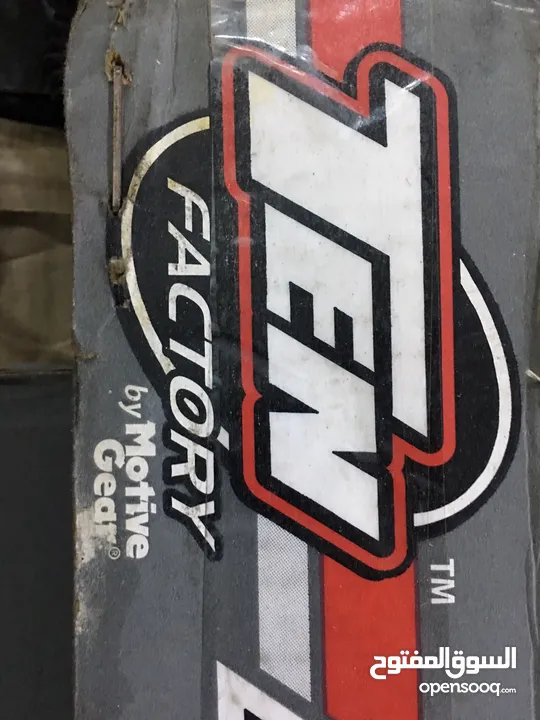 TEN
FACTORY
by Motive
Gear®
TM
السوق المفتوح
opensooq.com